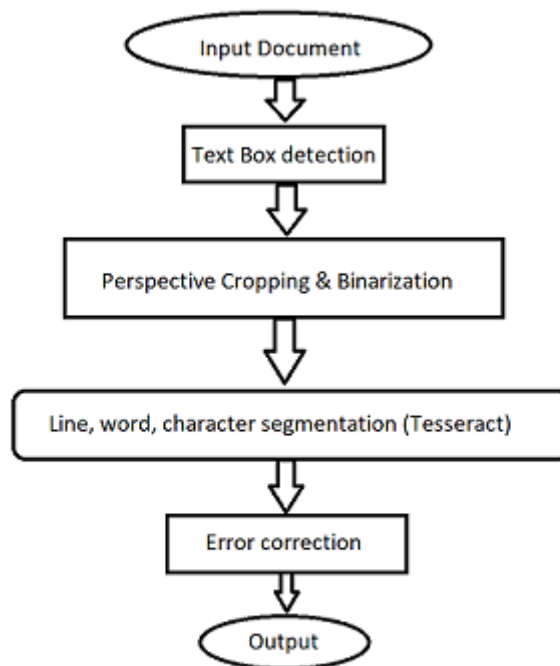 Input Document
Text Box detection
Perspective Cropping & Binarization
Line, word, character segmentation (Tesseract)
Error correction
Output